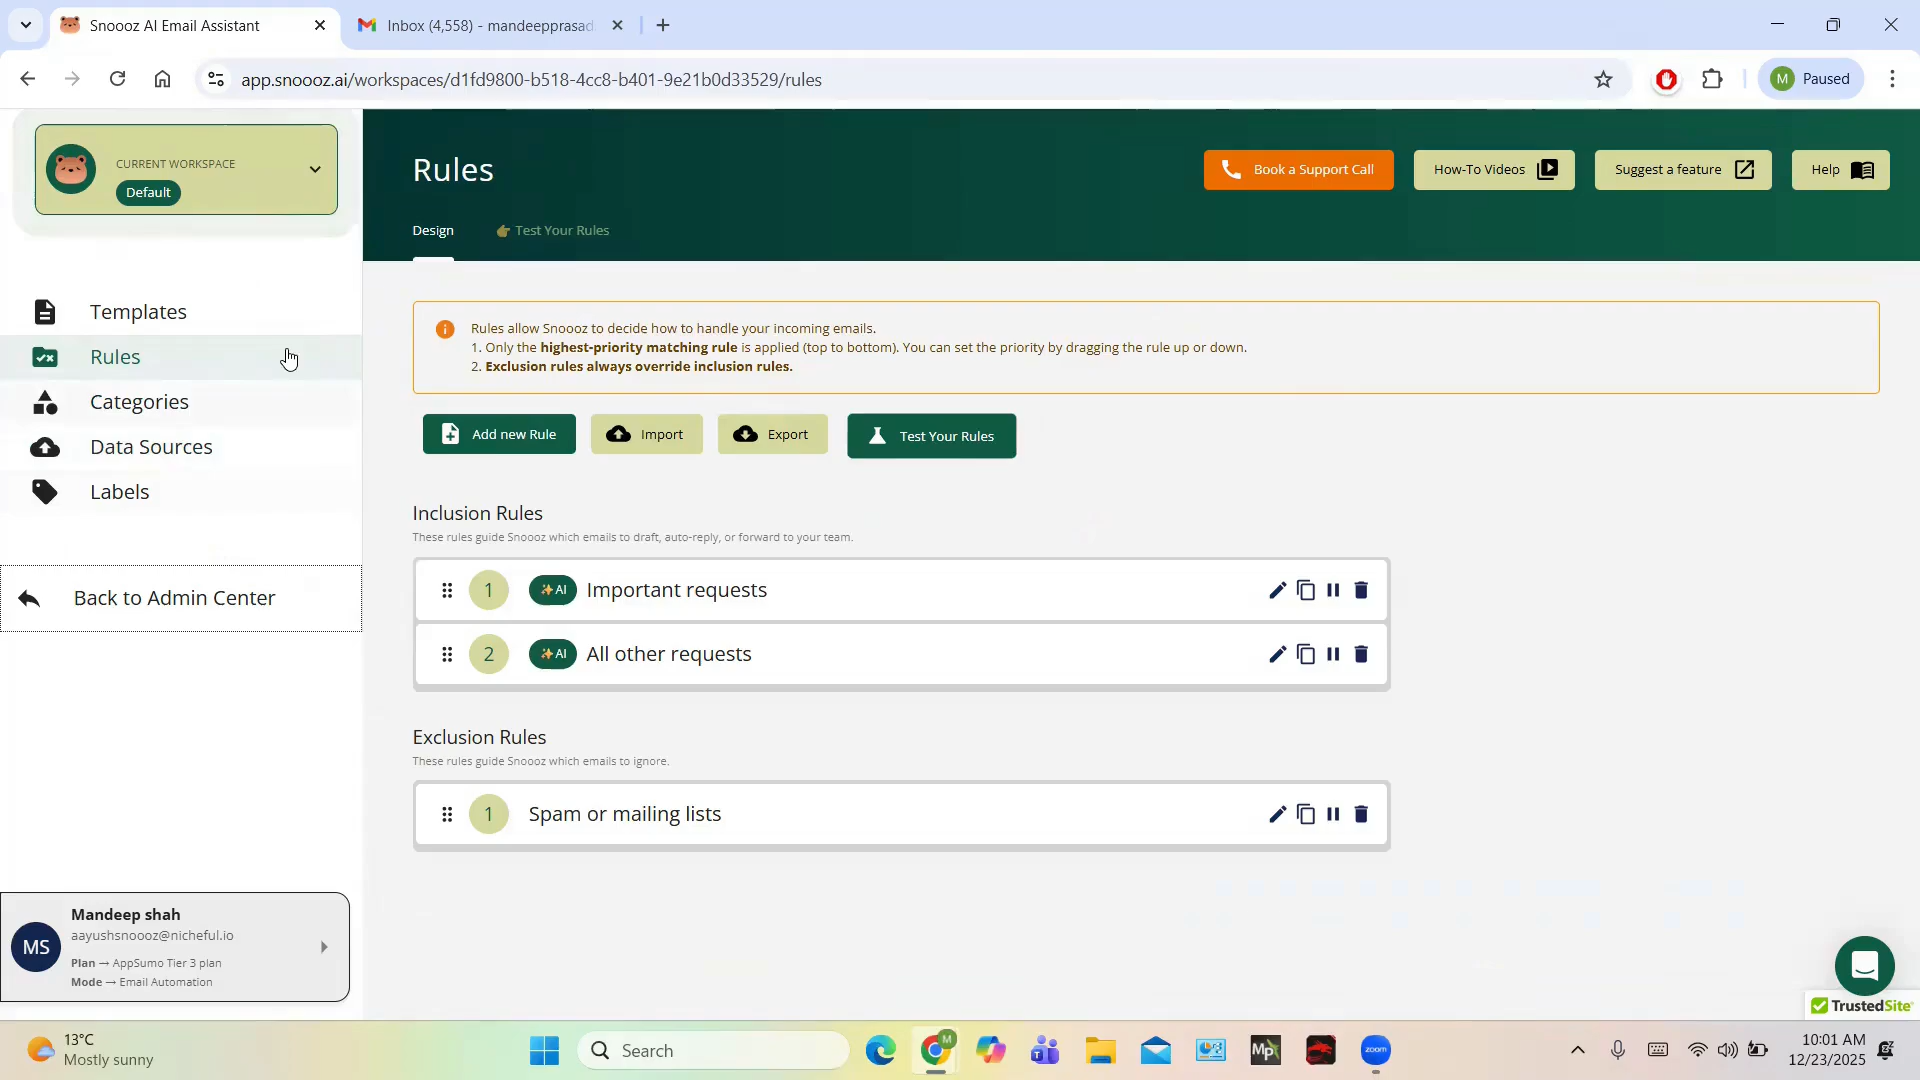 Snoooz AI Email Assistant
Inbox (4,558) - mandeepprasad
app.snoooz.ai/workspaces/d1fd9800-b518-4cc8-b401-9e21b0d33529/rules
M
Paused
CURRENT WORKSPACE
Default
Rules
Book a Support Call
How-To Videos
Suggest a feature
Help
Design
Test Your Rules
Templates
Rules
Categories
Data Sources
Labels
Back to Admin Center
Rules allow Snoooz to decide how to handle your incoming emails.
1. Only the highest-priority matching rule is applied (top to bottom). You can set the priority by dragging the rule up or down.
2. Exclusion rules always override inclusion rules.
Add new Rule
Import
Export
Test Your Rules
Inclusion Rules
These rules guide Snoooz which emails to draft, auto-reply, or forward to your team.
1 AI Important requests
2 AI All other requests
Exclusion Rules
These rules guide Snoooz which emails to ignore.
1 Spam or mailing lists
MS
Mandeep shah
aayushsnoooz@nicheful.io
Plan → AppSumo Tier 3 plan
Mode → Email Automation
TrustedSite
13°C
Mostly sunny
Search
M
Mp
zoom
10:01 AM
12/23/2025